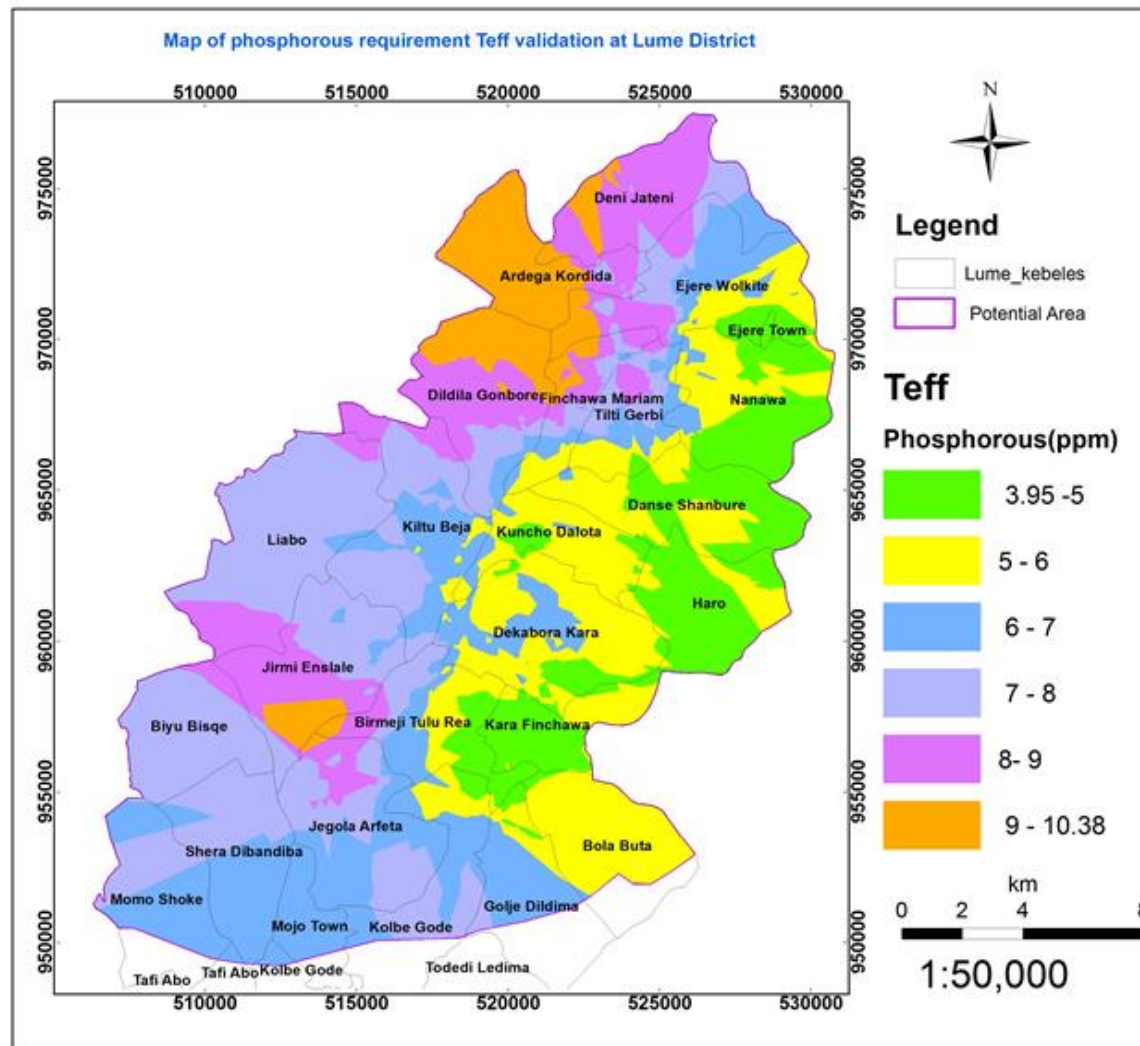 Map of phosphorous requirement Teff validation at Lume District
510000 515000 520000 525000 530000
N
975000 975000
Deni Jateni
Legend
Ardega Kordida
Lume_kebeles
Ejere Wolkite
Potential Area
Ejere Town
970000 970000
Teff
Dildila Gonbore Finchawa Mariam Nanawa
Tilti Gerbi
Phosphorous(ppm)
965000 965000
3.95 -5
Danse Shanbure
Kiltu Beja Kuncho Dalota
Liabo
5 - 6
Haro
6 - 7
Dekabora Kara
960000 960000
Jirmi Enslale
7 - 8
Biyu Bisqe Birmeji Tulu Rea Kara Finchawa
8- 9
955000 955000
Jegola Arfeta
9 - 10.38
Shera Dibandiba Bola Buta
km
Momo Shoke Golje Dildima
0 2 4 8
Mojo Town Kolbe Gode
950000 950000
Tafi Abo Tafi Abo Kolbe Gode Todedi Ledima
1:50,000
510000 515000 520000 525000 530000